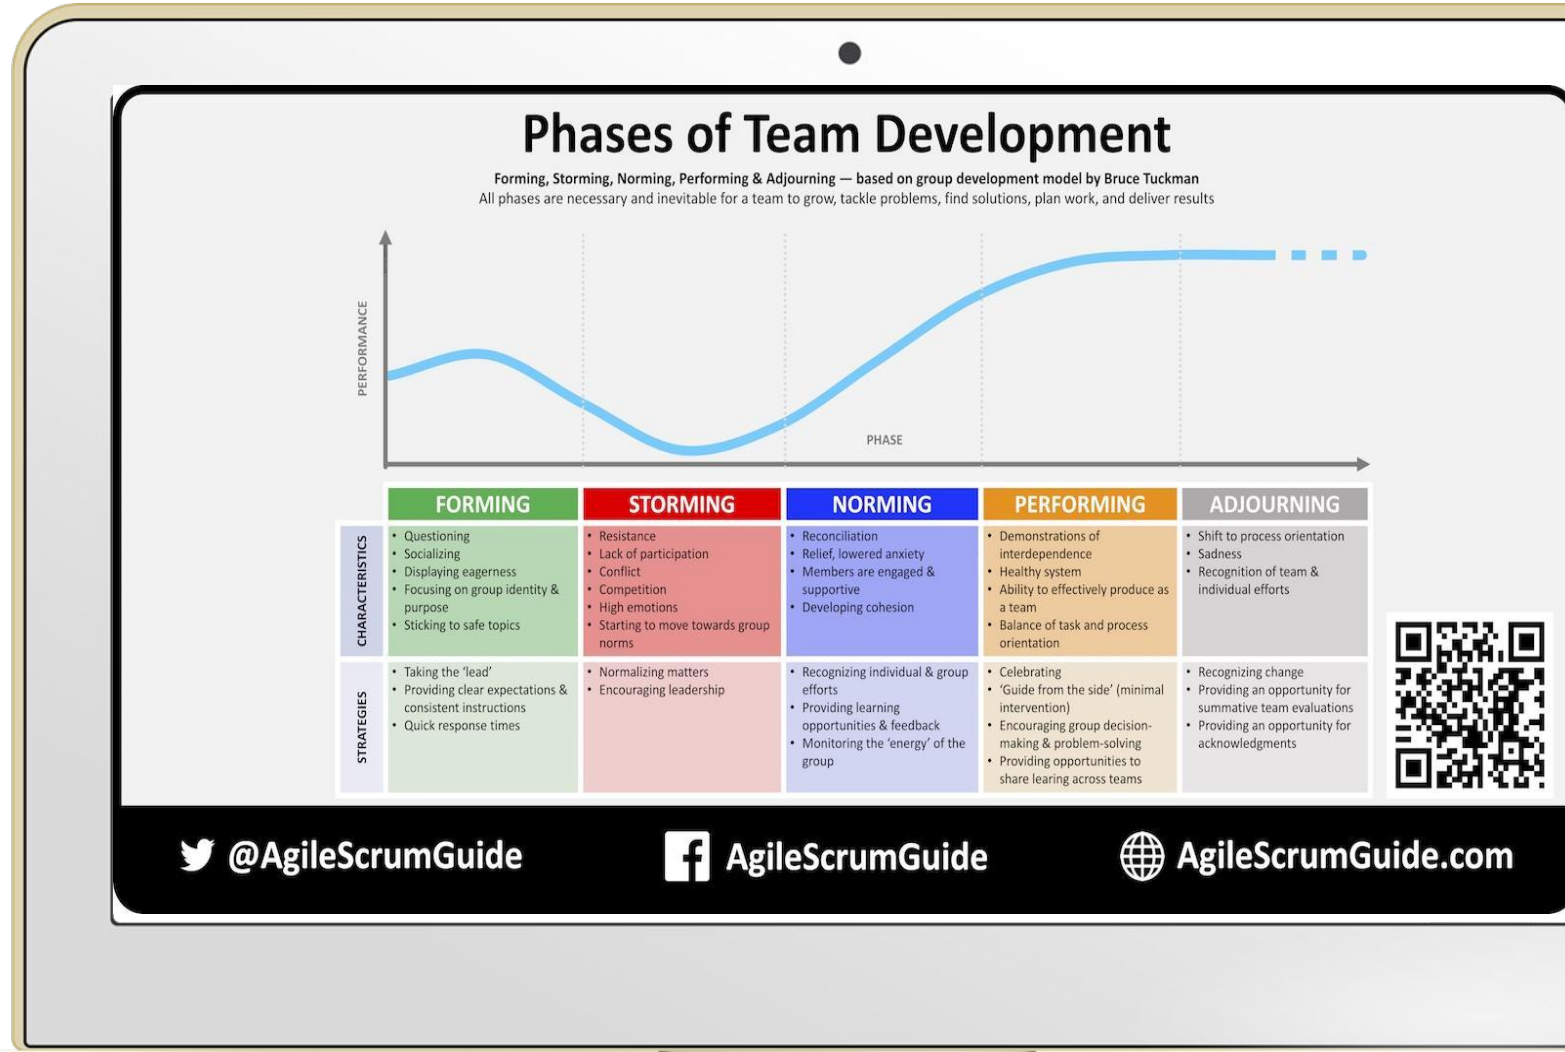 Phases of Team Development
Forming, Storming, Norming, Performing & Adjourning — based on group development model by Bruce Tuckman
All phases are necessary and inevitable for a team to grow, tackle problems, find solutions, plan work, and deliver results
PERFORMANCE
PHASE
FORMING
STORMING
NORMING
PERFORMING
ADJOURNING
CHARACTERISTICS
• Questioning
• Socializing
• Displaying eagerness
• Focusing on group identity &
purpose
• Sticking to safe topics
• Resistance
• Lack of participation
• Conflict
• Competition
• High emotions
• Starting to move towards group
norms
• Reconciliation
• Relief, lowered anxiety
• Members are engaged &
supportive
• Developing cohesion
• Demonstrations of
interdependence
• Healthy system
• Ability to effectively produce as
a team
• Balance of task and process
orientation
• Shift to process orientation
• Sadness
• Recognition of team &
individual efforts
STRATEGIES
• Taking the ‘lead’
• Providing clear expectations &
consistent instructions
• Quick response times
• Normalizing matters
• Encouraging leadership
• Recognizing individual & group
efforts
• Providing learning
opportunities & feedback
• Monitoring the ‘energy’ of the
group
• Celebrating
• ‘Guide from the side’ (minimal
intervention)
• Encouraging group decision-
making & problem-solving
• Providing opportunities to
share learing across teams
• Recognizing change
• Providing an opportunity for
summative team evaluations
• Providing an opportunity for
acknowledgments
@AgileScrumGuide
AgileScrumGuide
AgileScrumGuide.com